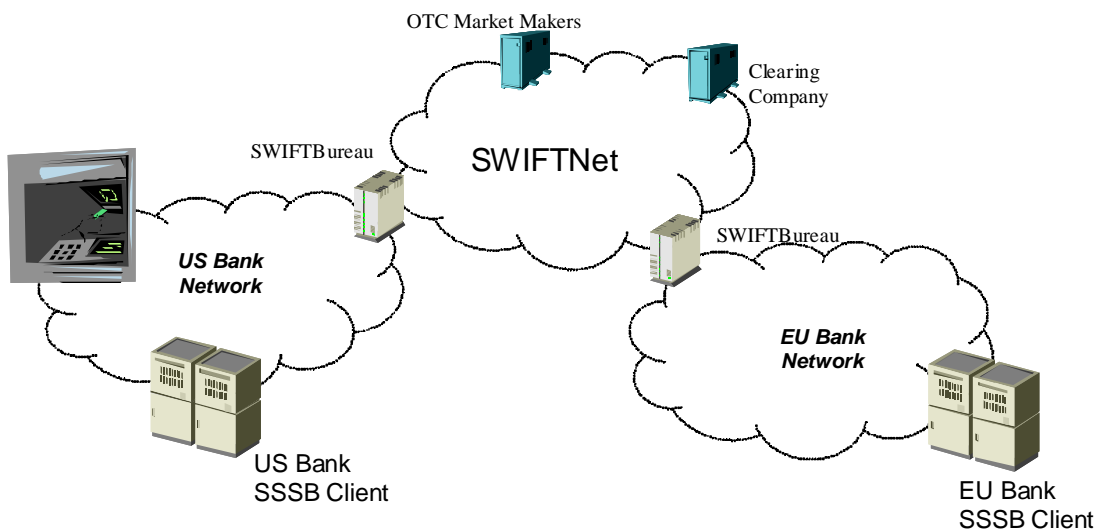 OTC Market Makers
Clearing
Company
SWIFTBureau
SWIFTNet
SWIFTBureau
US Bank
Network
EU Bank
Network
US Bank
SSSB Client
EU Bank
SSSB Client